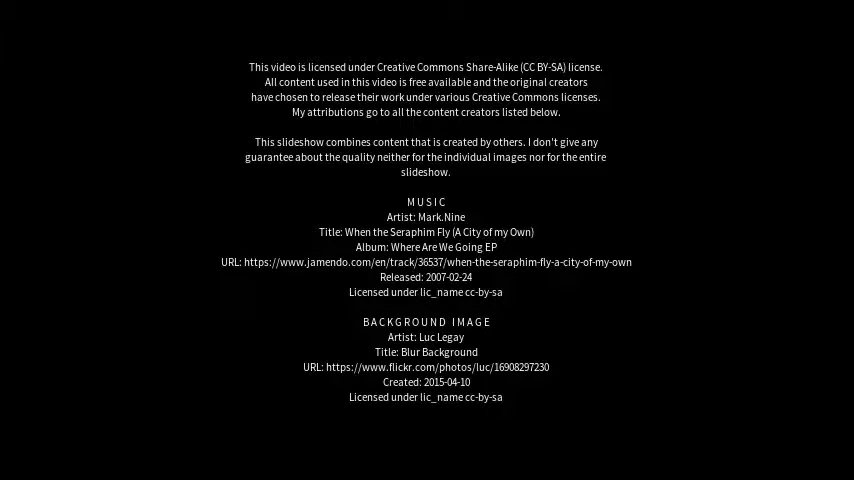 This video is licensed under Creative Commons Share-Alike (CC BY-SA) license.
All content used in this video is free available and the original creators
have chosen to release their work under various Creative Commons licenses.
My attributions go to all the content creators listed below.
This slideshow combines content that is created by others. I don't give any
guarantee about the quality neither for the individual images nor for the entire
slideshow.
MUSIC
Artist: Mark.Nine
Title: When the Seraphim Fly (A City of my Own)
Album: Where Are We Going EP
URL: https://www.jamendo.com/en/track/36537/when-the-seraphim-fly-a-city-of-my-own
Released: 2007-02-24
Licensed under lic_name cc-by-sa
BACKGROUND IMAGE
Artist: Luc Legay
Title: Blur Background
URL: https://www.flickr.com/photos/luc/16908297230
Created: 2015-04-10
Licensed under lic_name cc-by-sa